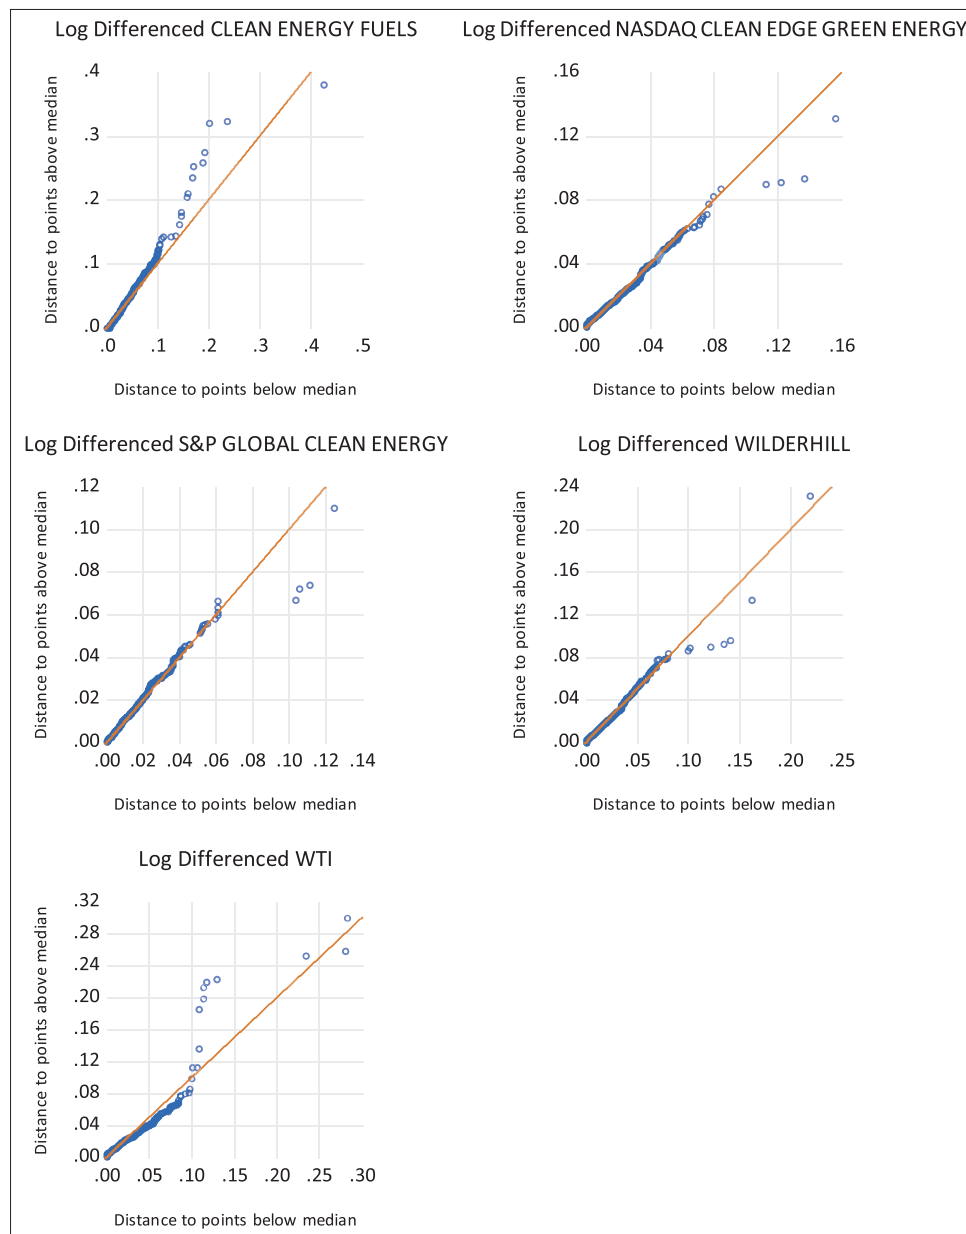 Log Differenced CLEAN ENERGY FUELS
Distance to points above median
.4
.3
.2
.1
.0
.0 .1 .2 .3 .4 .5
Distance to points below median
Log Differenced NASDAQ CLEAN EDGE GREEN ENERGY
Distance to points above median
.16
.12
.08
.04
.00
.00 .04 .08 .12 .16
Distance to points below median
Log Differenced S&P GLOBAL CLEAN ENERGY
Distance to points above median
.12
.10
.08
.06
.04
.02
.00
.00 .02 .04 .06 .08 .10 .12 .14
Distance to points below median
Log Differenced WILDERHILL
Distance to points above median
.24
.20
.16
.12
.08
.04
.00
.00 .05 .10 .15 .20 .25
Distance to points below median
Log Differenced WTI
Distance to points above median
.32
.28
.24
.20
.16
.12
.08
.04
.00
.00 .05 .10 .15 .20 .25 .30
Distance to points below median